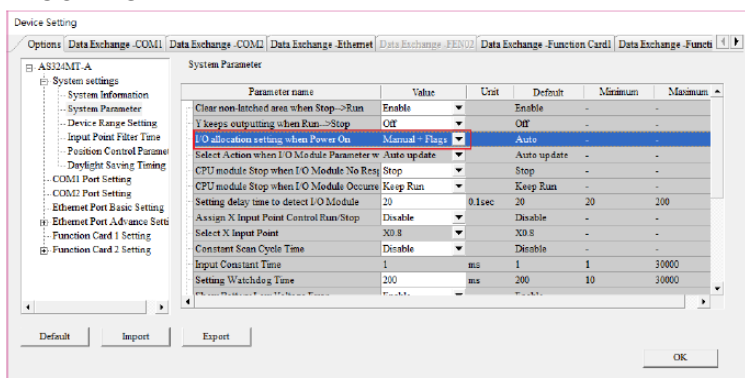 Device Setting
Options Data Exchange -COM1 Data Exchange -COM2 Data Exchange -Ethernet Data Exchange -FEN02 Data Exchange -Function Card1 Data Exchange -Functi
AS324MT-A
System settings
System Information
System Parameter
Device Range Setting
Input Point Filter Time
Position Control Paramet
Daylight Saving Timing
COM1 Port Setting
COM2 Port Setting
Ethernet Port Basic Setting
Ethernet Port Advance Setti
Function Card 1 Setting
Function Card 2 Setting
System Parameter
Parameter name Value Unit Default Minimum Maximum
Clear non-latched area when Stop-->Run Enable Enable - -
Y keeps outputting when Run-->Stop Off Off - -
I/O allocation setting when Power On Manual + Flags Auto - -
Select Action when I/O Module Parameter w Auto update Auto update - -
CPU module Stop when I/O Module No Resp Stop Stop - -
CPU module Stop when I/O Module Occurre Keep Run Keep Run - -
Setting delay time to detect I/O Module 20 0.1sec 20 20 200
Assign X Input Point Control Run/Stop Disable Disable - -
Select X Input Point X0.8 X0.8 - -
Constant Scan Cycle Time Disable Disable - -
Input Constant Time 1 ms 1 1 30000
Setting Watchdog Time 200 ms 200 10 30000
Default Import Export
OK